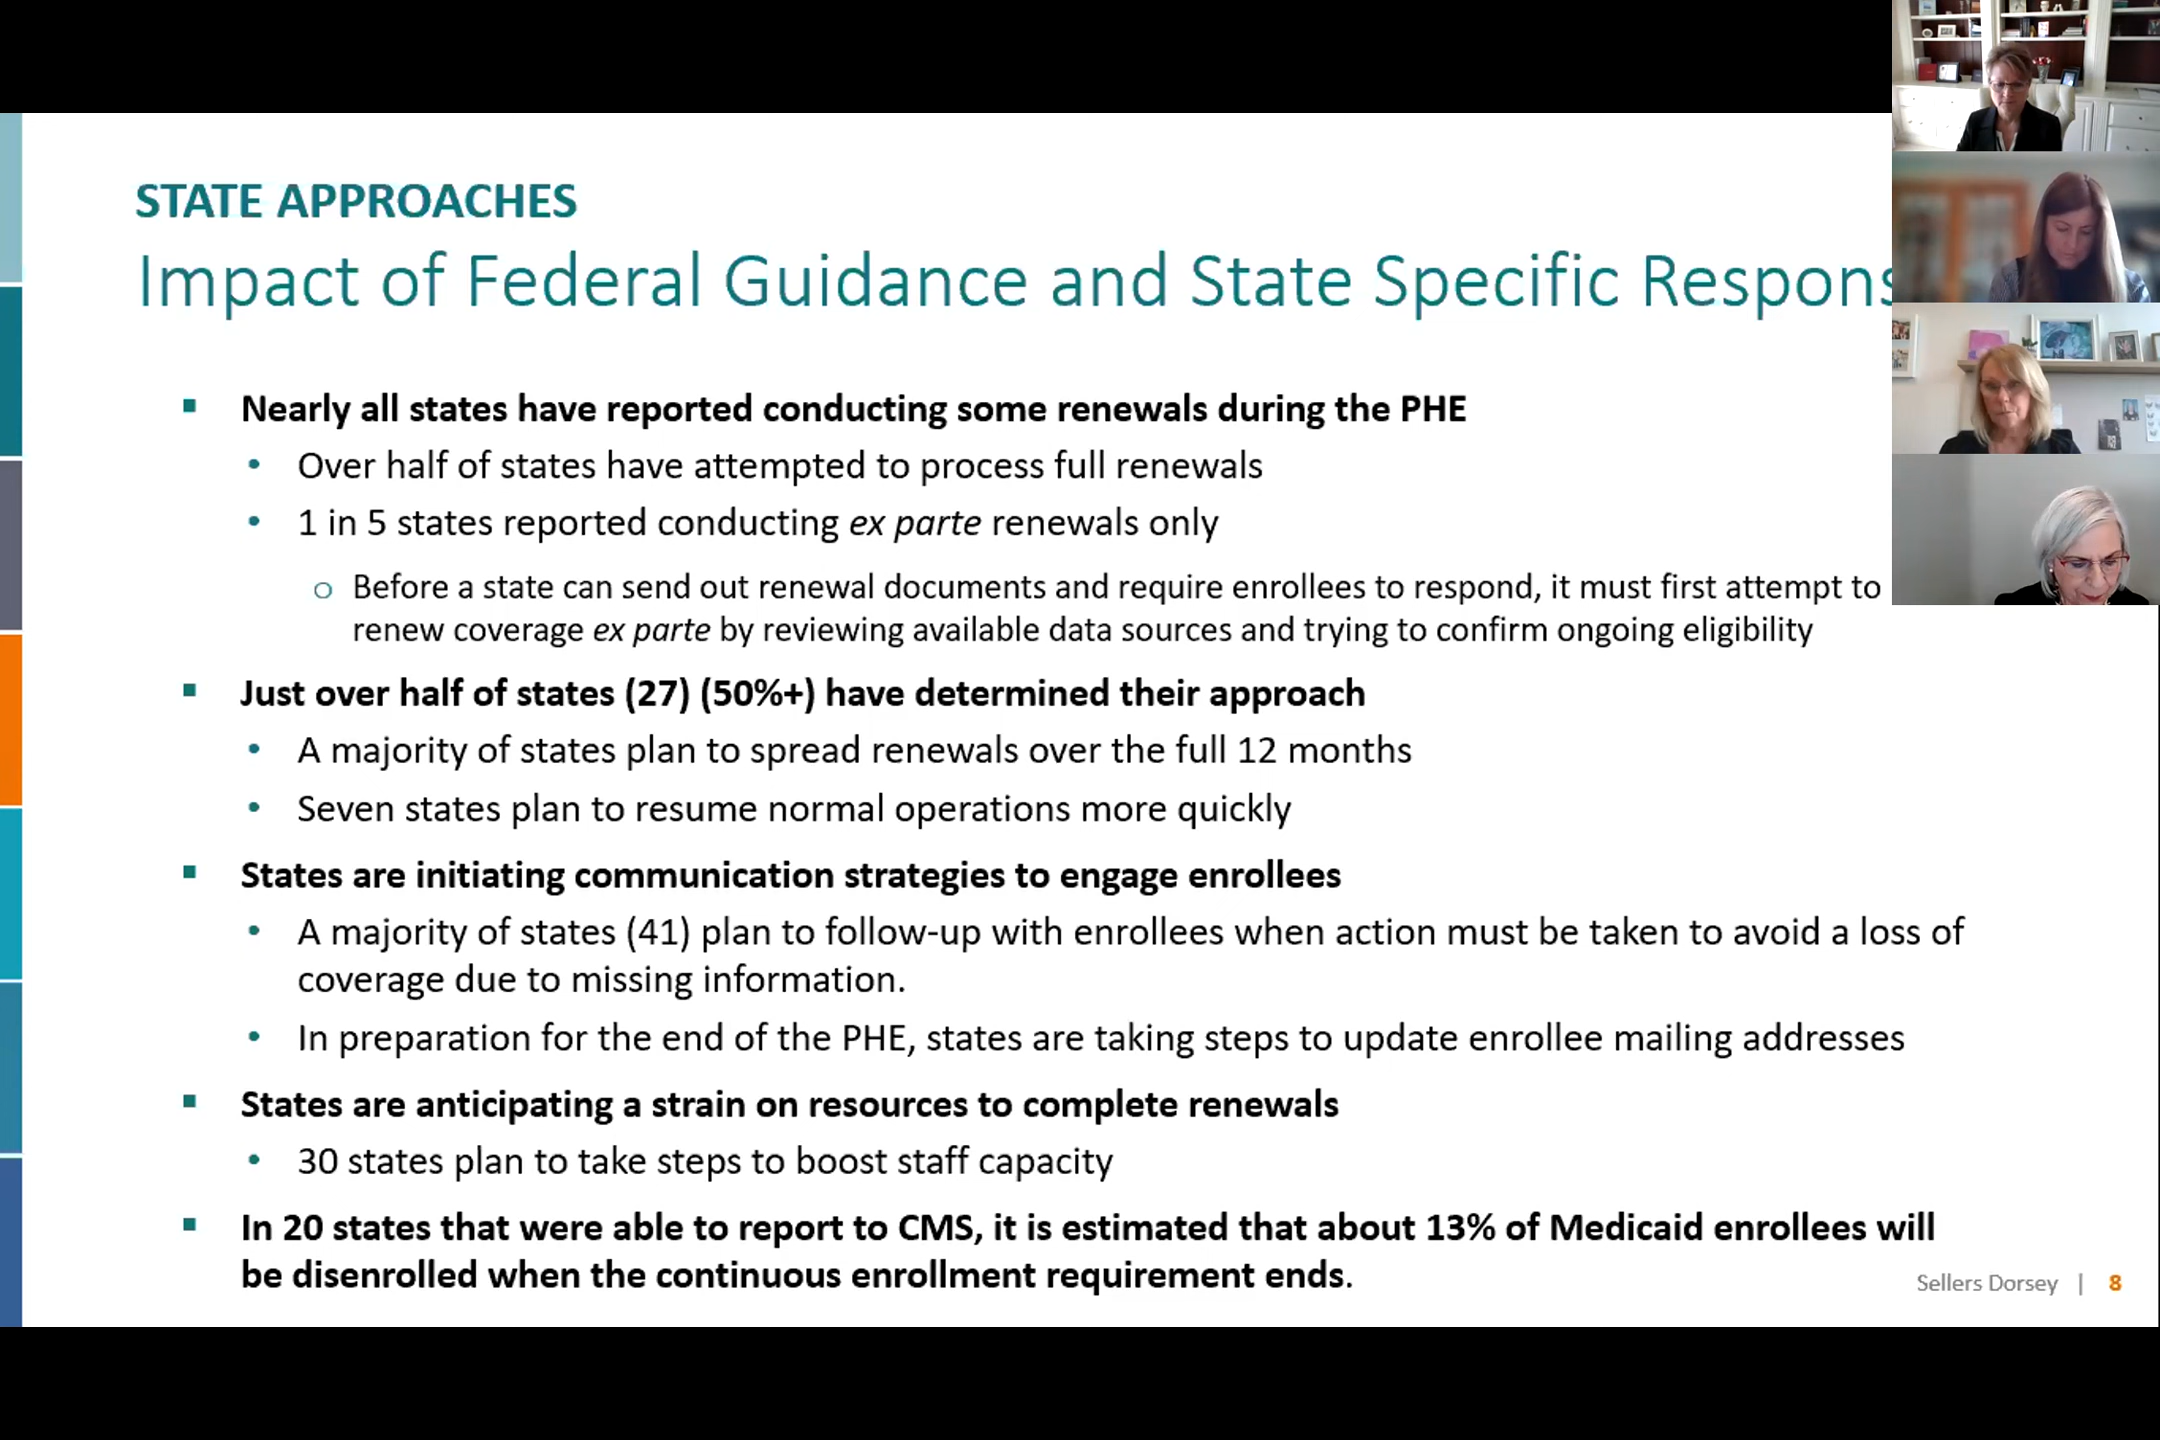 STATE APPROACHES
Impact of Federal Guidance and State Specific Respons
▪ Nearly all states have reported conducting some renewals during the PHE
• Over half of states have attempted to process full renewals
• 1 in 5 states reported conducting ex parte renewals only
o Before a state can send out renewal documents and require enrollees to respond, it must first attempt to
renew coverage ex parte by reviewing available data sources and trying to confirm ongoing eligibility
▪ Just over half of states (27) (50%+) have determined their approach
• A majority of states plan to spread renewals over the full 12 months
• Seven states plan to resume normal operations more quickly
▪ States are initiating communication strategies to engage enrollees
• A majority of states (41) plan to follow-up with enrollees when action must be taken to avoid a loss of
coverage due to missing information.
• In preparation for the end of the PHE, states are taking steps to update enrollee mailing addresses
▪ States are anticipating a strain on resources to complete renewals
• 30 states plan to take steps to boost staff capacity
▪ In 20 states that were able to report to CMS, it is estimated that about 13% of Medicaid enrollees will
be disenrolled when the continuous enrollment requirement ends.
Sellers Dorsey | 8